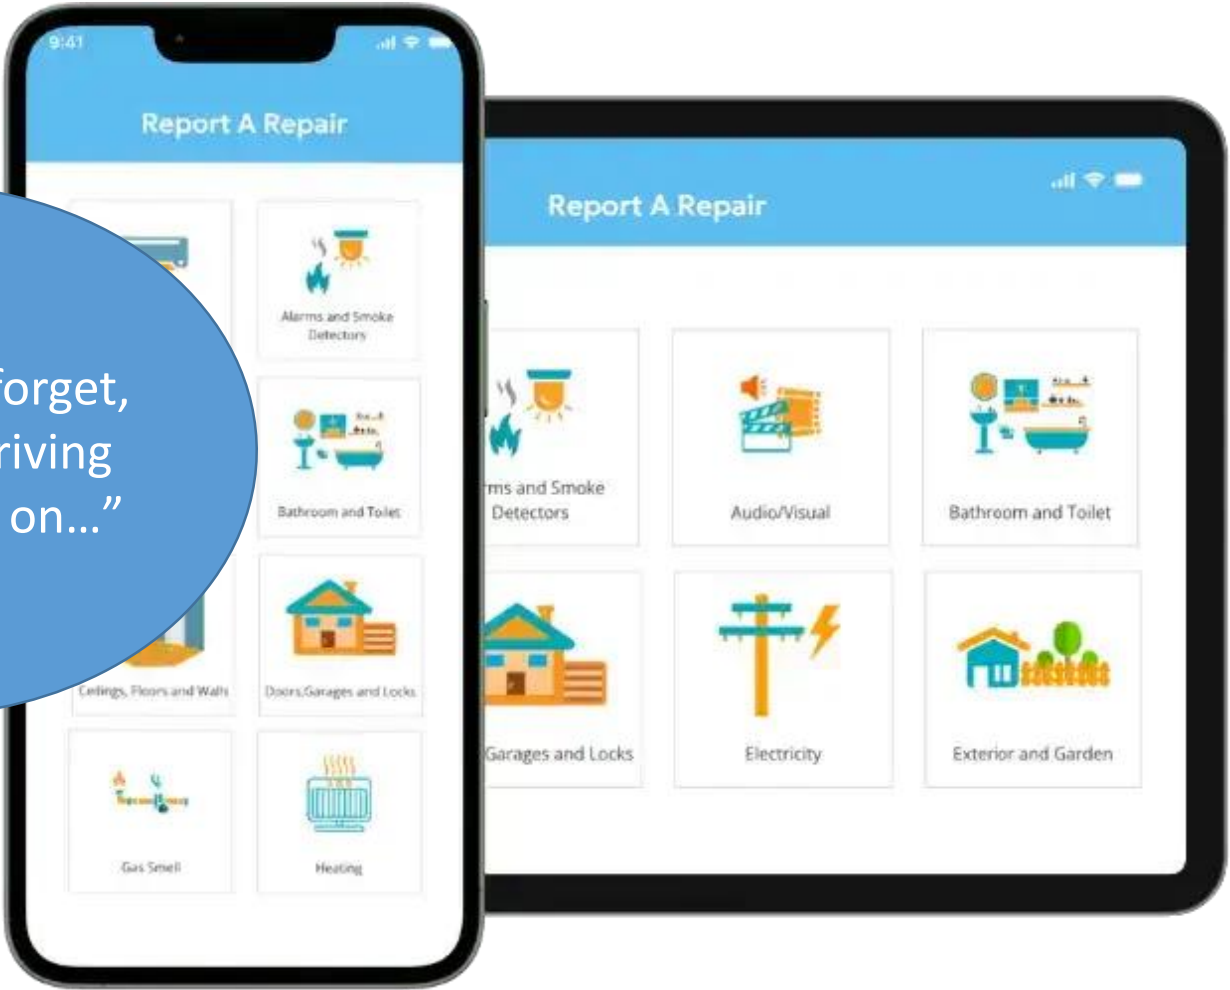 9:41
Report A Repair
Alarms and Smoke
Detectors
forget,
riving
on...”
Bathroom and Toilet
Ceilings, Floors and Walls
Doors,Garages and Locks
Gas Smell
Heating
Report A Repair
rms and Smoke
Detectors
Audio/Visual
Bathroom and Toilet
Garages and Locks
Electricity
Exterior and Garden